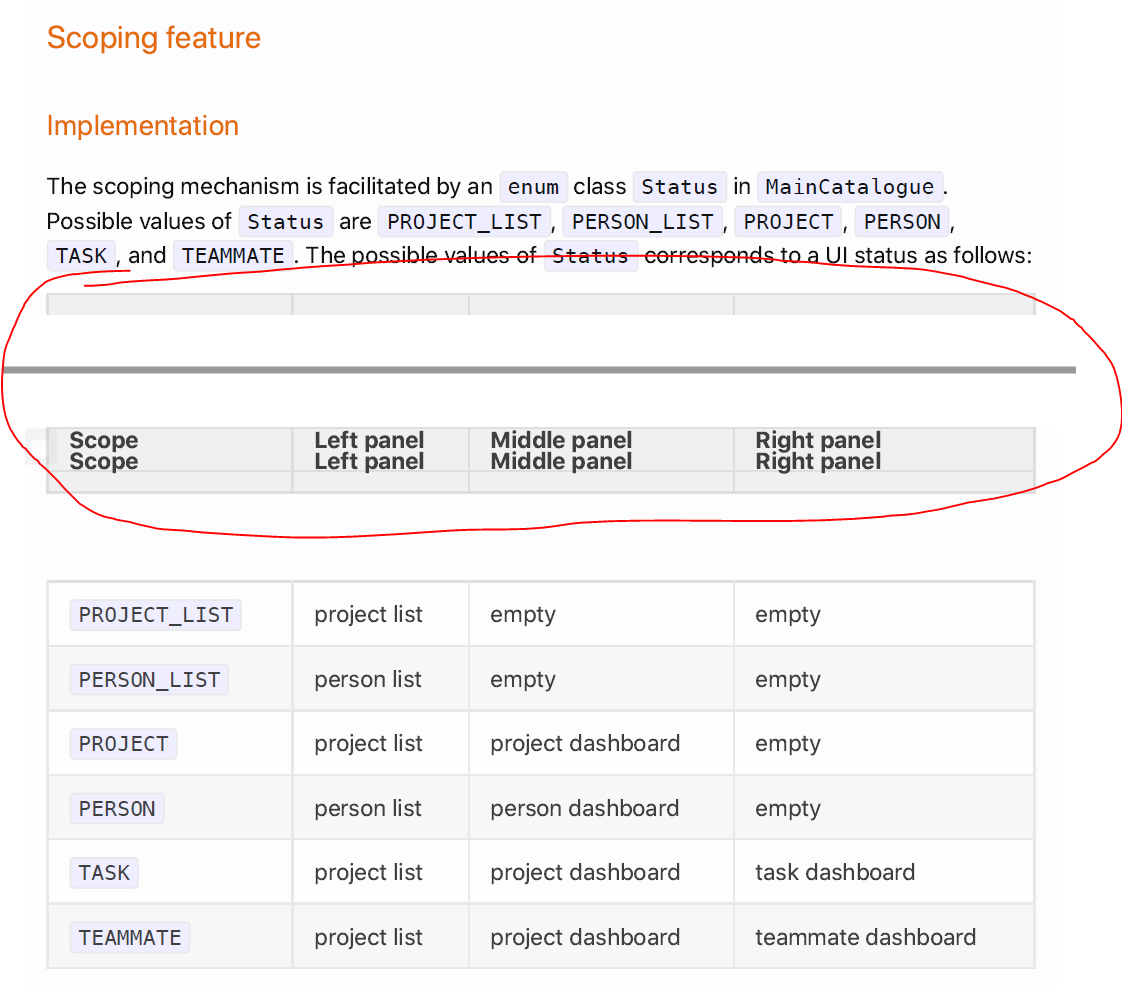 Scoping feature
Implementation
The scoping mechanism is facilitated by an enum class Status in MainCatalogue.
Possible values of Status are PROJECT_LIST, PERSON_LIST, PROJECT, PERSON,
TASK, and TEAMMATE. The possible values of Status corresponds to a UI status as follows:
Scope Left panel Middle panel Right panel
Scope Left panel Middle panel Right panel
PROJECT_LIST project list empty empty
PERSON_LIST person list empty empty
PROJECT project list project dashboard empty
PERSON person list person dashboard empty
TASK project list project dashboard task dashboard
TEAMMATE project list project dashboard teammate dashboard